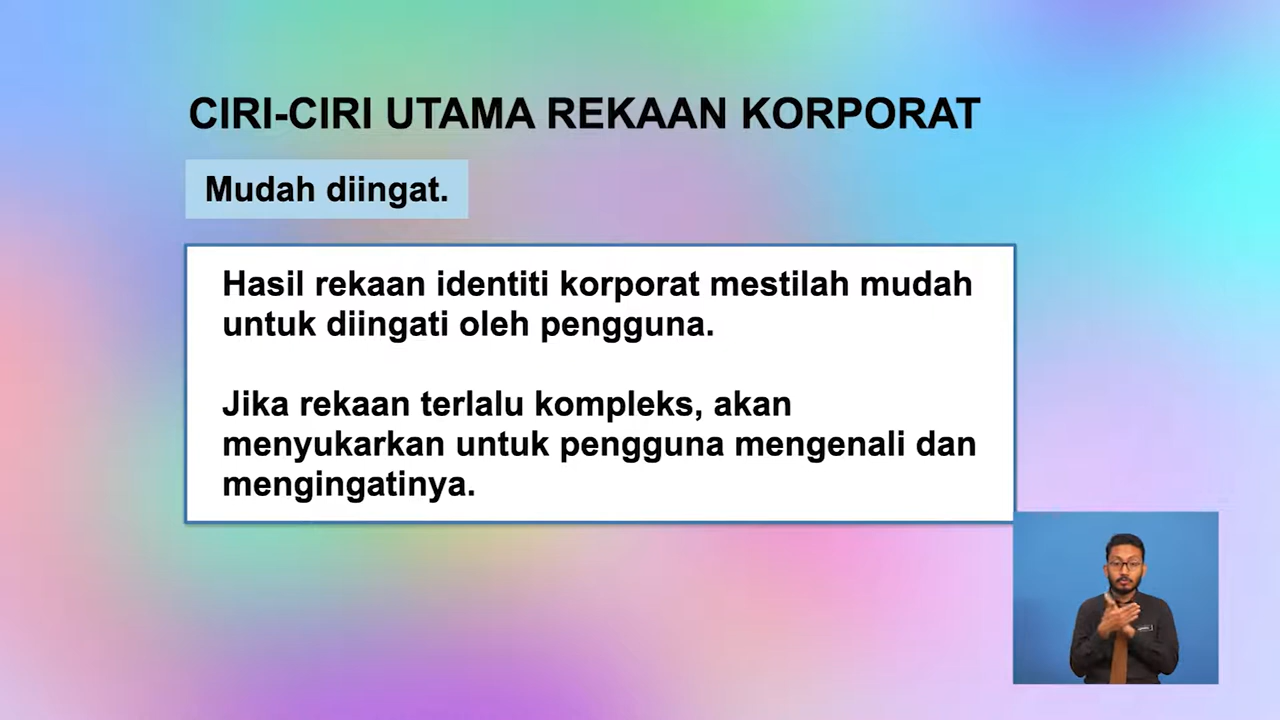 CIRI-CIRI UTAMA REKAAN KORPORAT
Mudah diingat.
Hasil rekaan identiti korporat mestilah mudah
untuk diingati oleh pengguna.
Jika rekaan terlalu kompleks, akan
menyukarkan untuk pengguna mengenali dan
mengingatinya.